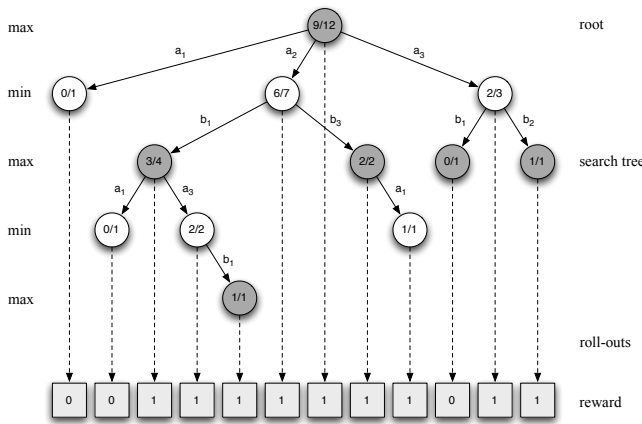 max 9/12 root
a1 a2 a3
min 0/1 6/7 2/3
b1 b3 b1 b2
max 3/4 2/2 0/1 1/1 search tree
a1 a3 a1
min 0/1 2/2 1/1
b1
max 1/1
roll-outs
0 0 1 1 1 1 1 1 1 0 1 1 reward